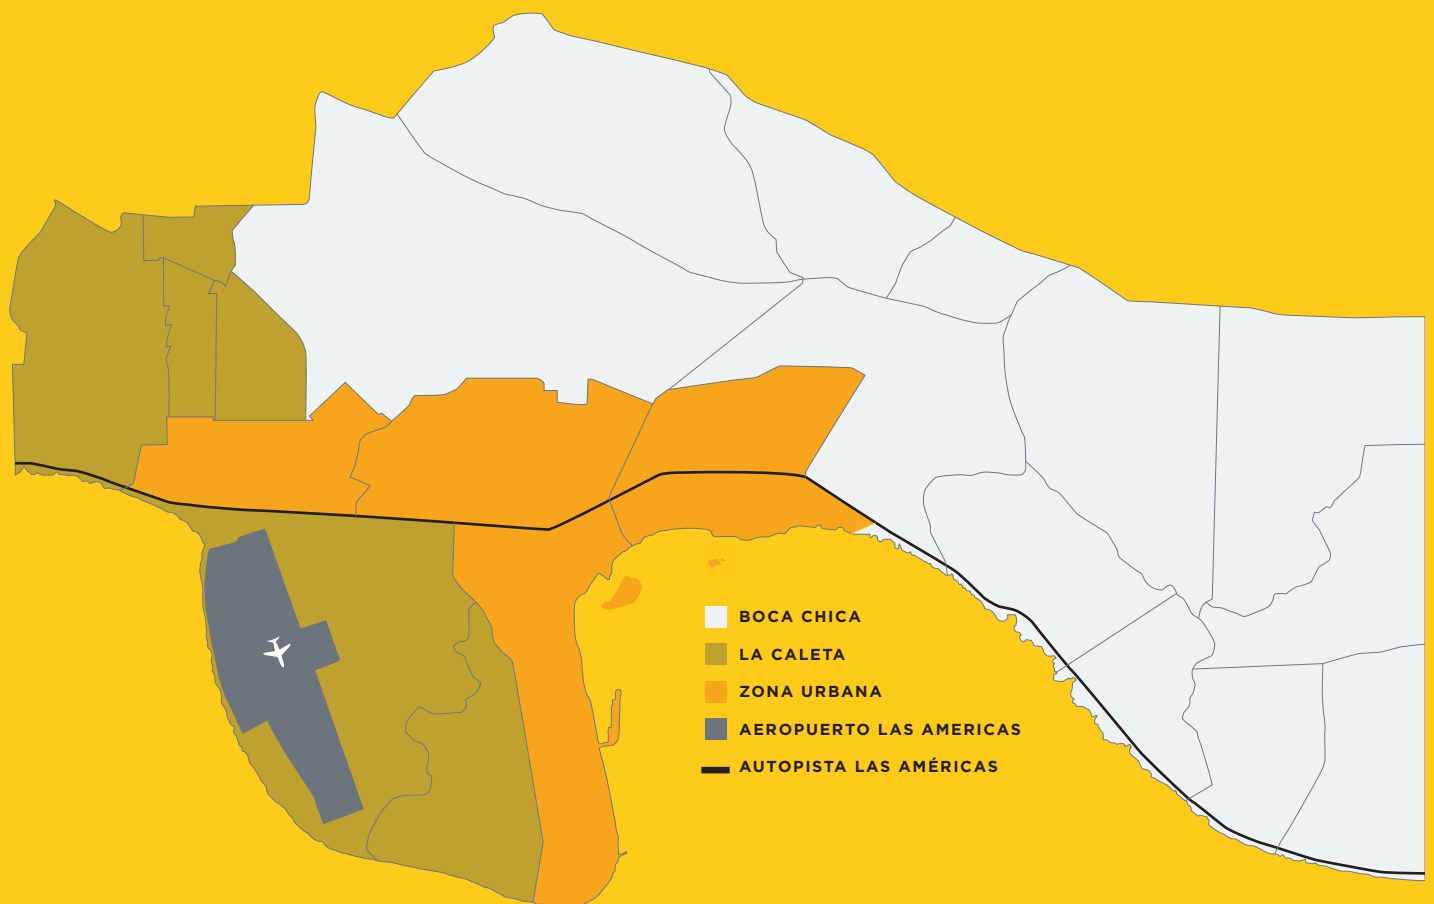 BOCA CHICA
LA CALETA
ZONA URBANA
AEROPUERTO LAS AMERICAS
AUTOPISTA LAS AMÉRICAS